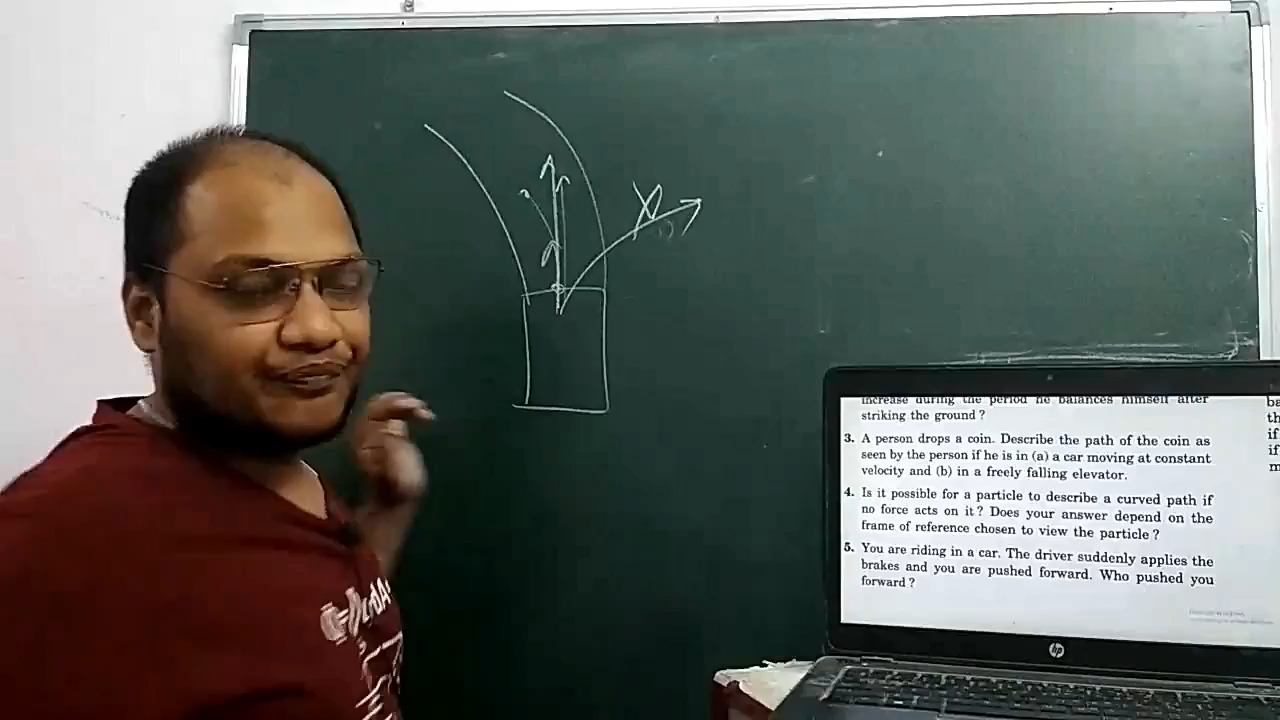 increase during the period he balances himself after
striking the ground ?
3. A person drops a coin. Describe the path of the coin as
seen by the person if he is in (a) a car moving at constant
velocity and (b) in a freely falling elevator.
4. Is it possible for a particle to describe a curved path if
no force acts on it ? Does your answer depend on the
frame of reference chosen to view the particle ?
5. You are riding in a car. The driver suddenly applies the
brakes and you are pushed forward. Who pushed you
forward ?
ba
th
if
if
m
hp